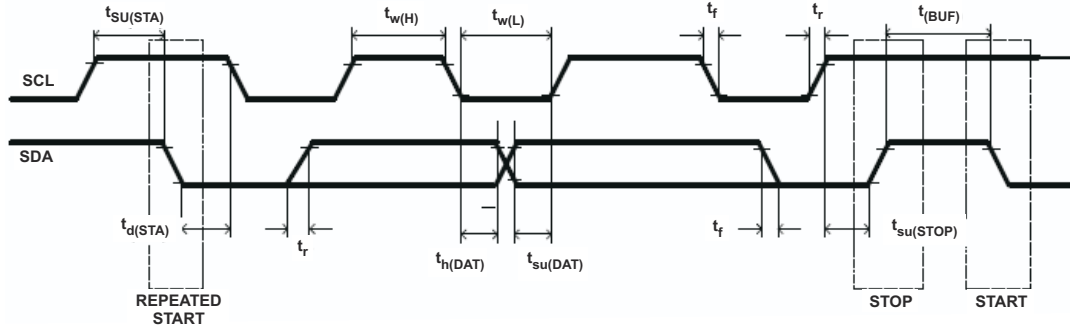 tSU(STA)
tw(H)
tw(L)
tf
tr
t(BUF)
SCL
SDA
td(STA)
tr
th(DAT)
tsu(DAT)
tf
tsu(STOP)
REPEATED
START
STOP
START